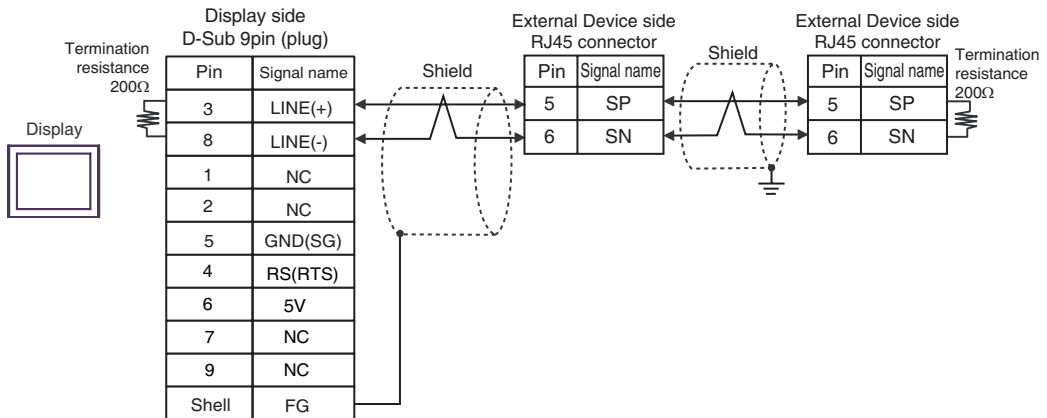 Display side
D-Sub 9pin (plug)
External Device side
RJ45 connector
External Device side
RJ45 connector
Termination
resistance
200Ω
Display
Pin Signal name
3 LINE(+)
8 LINE(-)
1 NC
2 NC
5 GND(SG)
4 RS(RTS)
6 5V
7 NC
9 NC
Shell FG
Shield
Pin Signal name
5 SP
6 SN
Shield
Pin Signal name
5 SP
6 SN
Termination
resistance
200Ω